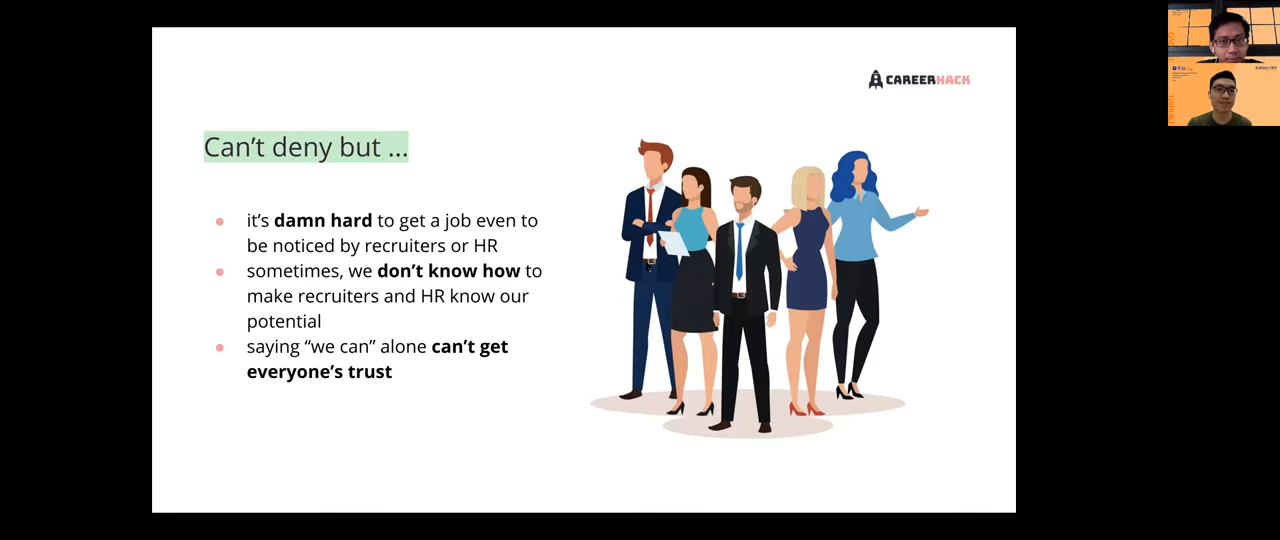 CAREERHACK
Can't deny but ...
it's damn hard to get a job even to
be noticed by recruiters or HR
sometimes, we don't know how to
make recruiters and HR know our
potential
saying “we can” alone can't get
everyone's trust